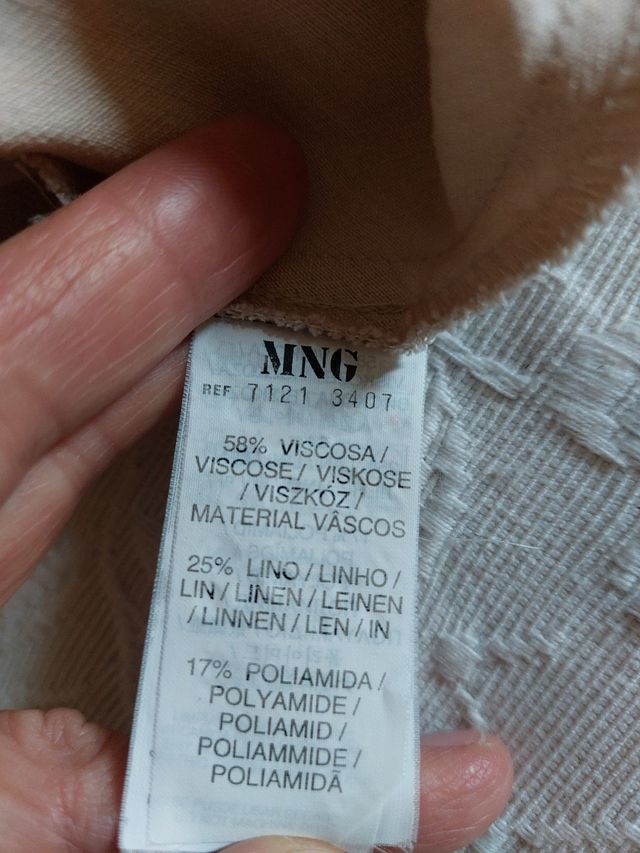 MNG
REF 7121 3407
58% VISCOSA /
VISCOSE / VISKOSE
/ VISZKÓZ /
MATERIAL VÂSCOS
25% LINO / LINHO /
LIN / LINEN / LEINEN
/ LINNEN / LEN / IN
17% POLIAMIDA /
POLYAMIDE /
POLIAMID /
POLIAMMIDE /
POLIAMIDĂ